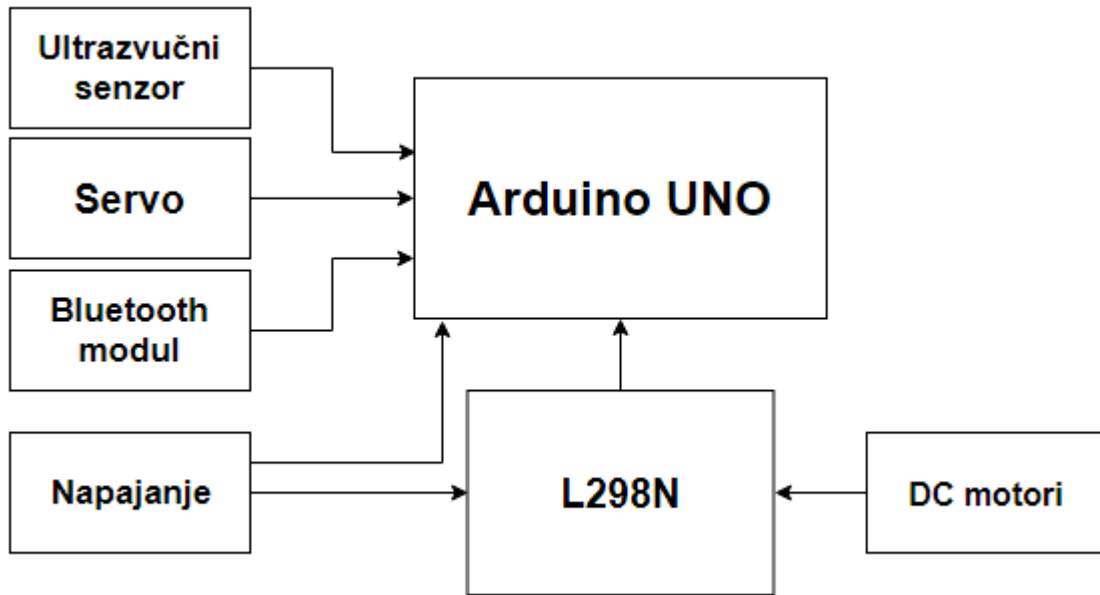 Ultrazvučni
senzor
Servo
Bluetooth
modul
Napajanje
Arduino UNO
L298N
DC motori